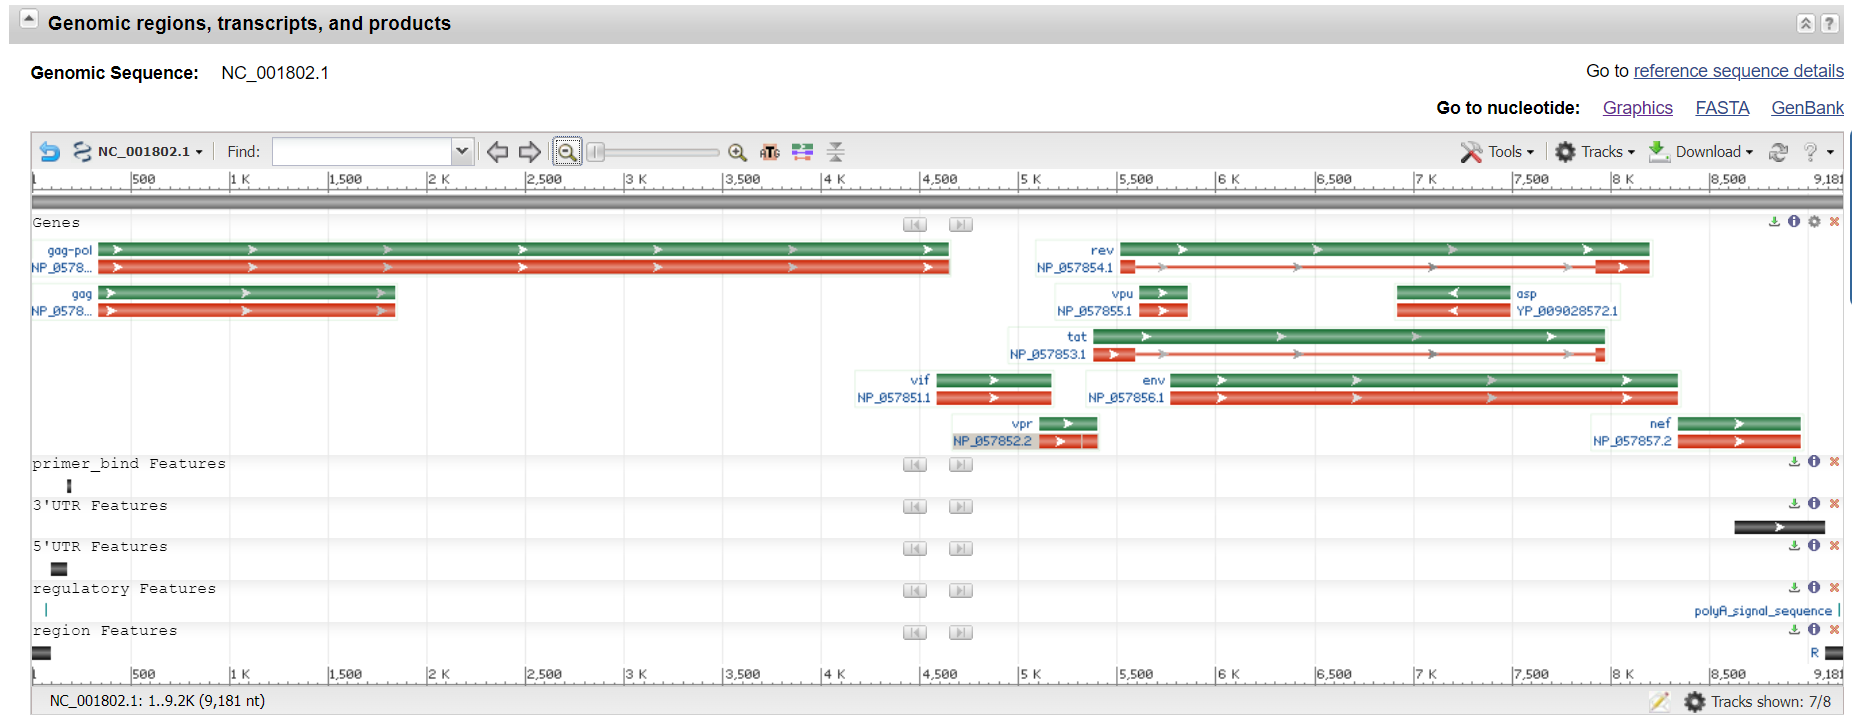 Genomic regions, transcripts, and products
?
Genomic Sequence: NC_001802.1
Go to reference sequence details
Go to nucleotide: Graphics FASTA GenBank
NC_001802.1 Find: ATG Tools Tracks Download ?
1 500 1 K 1,500 2 K 2,500 3 K 3,500 4 K 4,500 5 K 5,500 6 K 6,500 7 K 7,500 8 K 8,500 9,181
Genes
gag-pol rev
NP_0578... NP_057854.1
gag vpu asp
NP_0578... NP_057855.1 YP_009028572.1
tat
NP_057853.1
vif env
NP_057851.1 NP_057856.1
vpr nef
NP_057852.2 NP_057857.2
primer_bind Features
3'UTR Features
5'UTR Features
regulatory Features
polyA_signal_sequence
region Features
R
500 1 K 1,500 2 K 2,500 3 K 3,500 4 K 4,500 5 K 5,500 6 K 6,500 7 K 7,500 8 K 8,500 9,181
NC_001802.1: 1..9.2K (9,181 nt) Tracks shown: 7/8